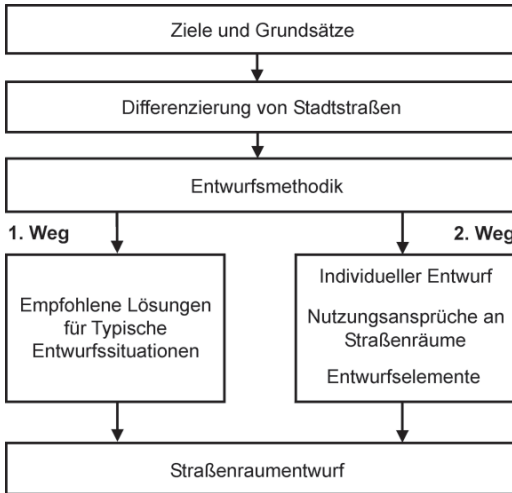 Ziele und Grundsätze
Differenzierung von Stadtstraßen
Entwurfsmethodik
1. Weg
2. Weg
Empfohlene Lösungen
für Typische
Entwurfssituationen
Individueller Entwurf
Nutzungsansprüche an
Straßenräume
Entwurfselemente
Straßenraumentwurf